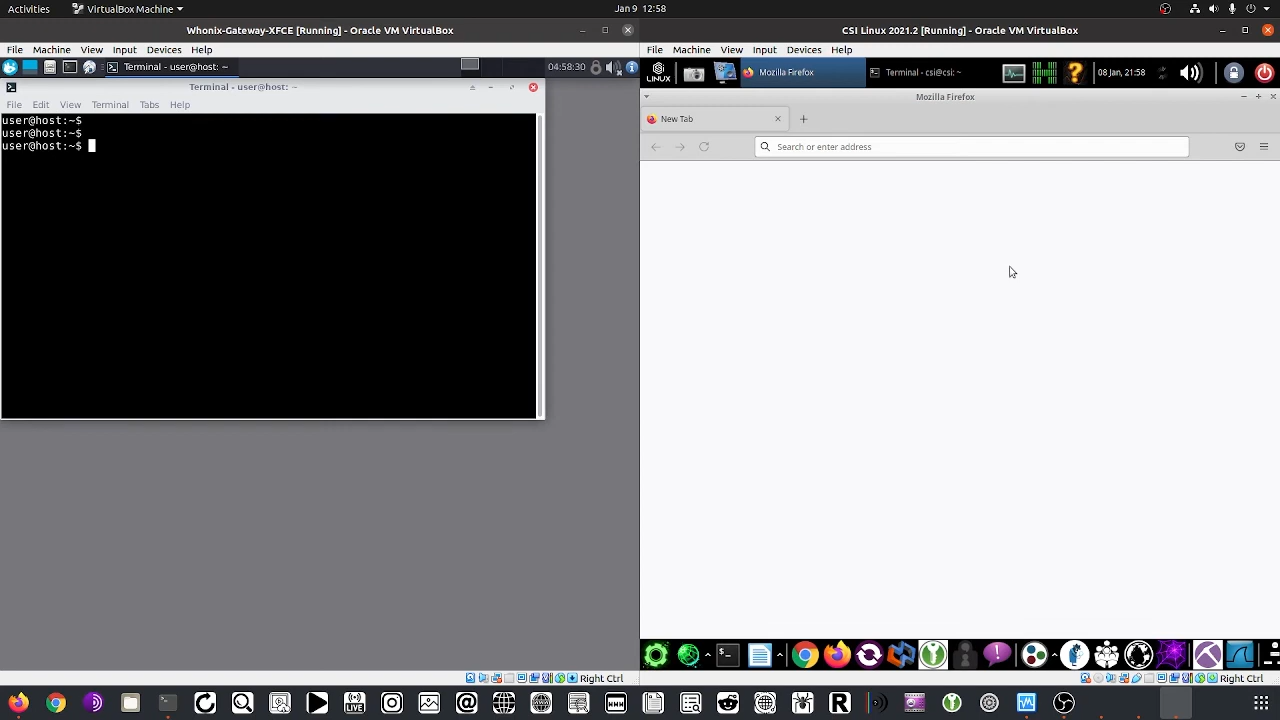 Activities
VirtualBox Machine
Jan 9 12:58
Whonix-Gateway-XFCE [Running] - Oracle VM VirtualBox
File Machine View Input Devices Help
Terminal - user@host: ~
04:58:30
Terminal - user@host: ~
File Edit View Terminal Tabs Help
user@host:~$
user@host:~$
user@host:~$
Right Ctrl
CSI Linux 2021.2 [Running] - Oracle VM VirtualBox
File Machine View Input Devices Help
LINUX
Mozilla Firefox
Terminal - csi@csi: ~
08 Jan, 21:58
Mozilla Firefox
New Tab
Search or enter address
Right Ctrl
LIVE
WWW
R